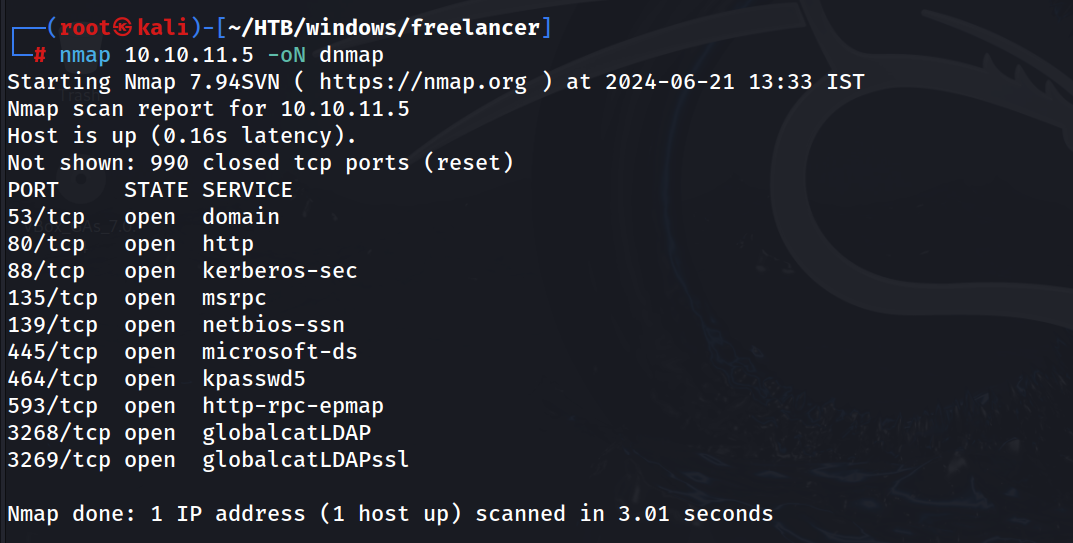 ┌──(root㉿kali)-[~/HTB/windows/freelancer]
└─# nmap 10.10.11.5 -oN dnmap
Starting Nmap 7.94SVN ( https://nmap.org ) at 2024-06-21 13:33 IST
Nmap scan report for 10.10.11.5
Host is up (0.16s latency).
Not shown: 990 closed tcp ports (reset)
PORT     STATE SERVICE
53/tcp   open  domain
80/tcp   open  http
88/tcp   open  kerberos-sec
135/tcp  open  msrpc
139/tcp  open  netbios-ssn
445/tcp  open  microsoft-ds
464/tcp  open  kpasswd5
593/tcp  open  http-rpc-epmap
3268/tcp open  globalcatLDAP
3269/tcp open  globalcatLDAPssl

Nmap done: 1 IP address (1 host up) scanned in 3.01 seconds